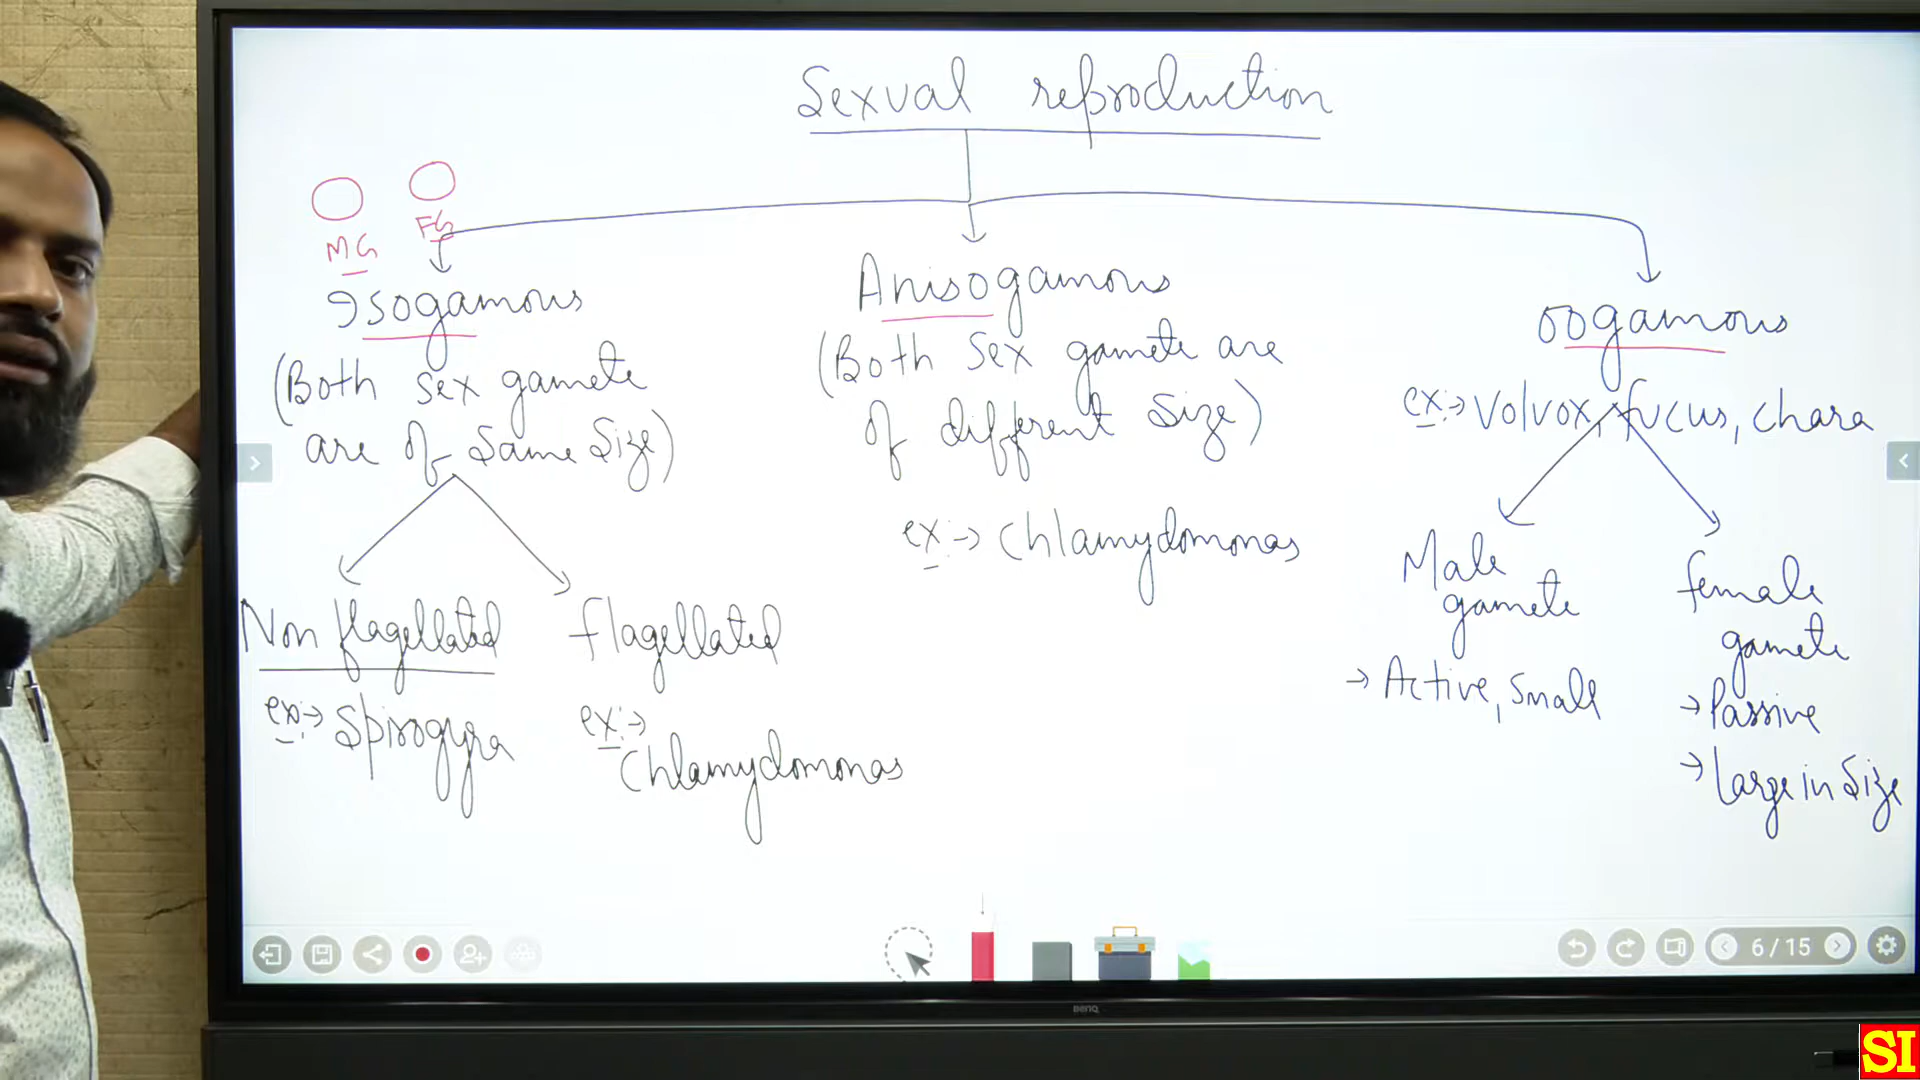 Sexual reproduction
MG FG
Isogamous
(Both sex gamete
are of Same Size)
Non flagellated
ex:→ Spirogyra
flagellated
ex:→
Chlamydomonas
Anisogamous
(Both Sex gamete are
of different Size)
ex:→ Chlamydomonas
oogamous
ex:→ Volvox, fucus, chara
Male
gamete
→ Active, small
female
gamete
→ Passive
→ Large in Size
6 / 15
BenQ
SI